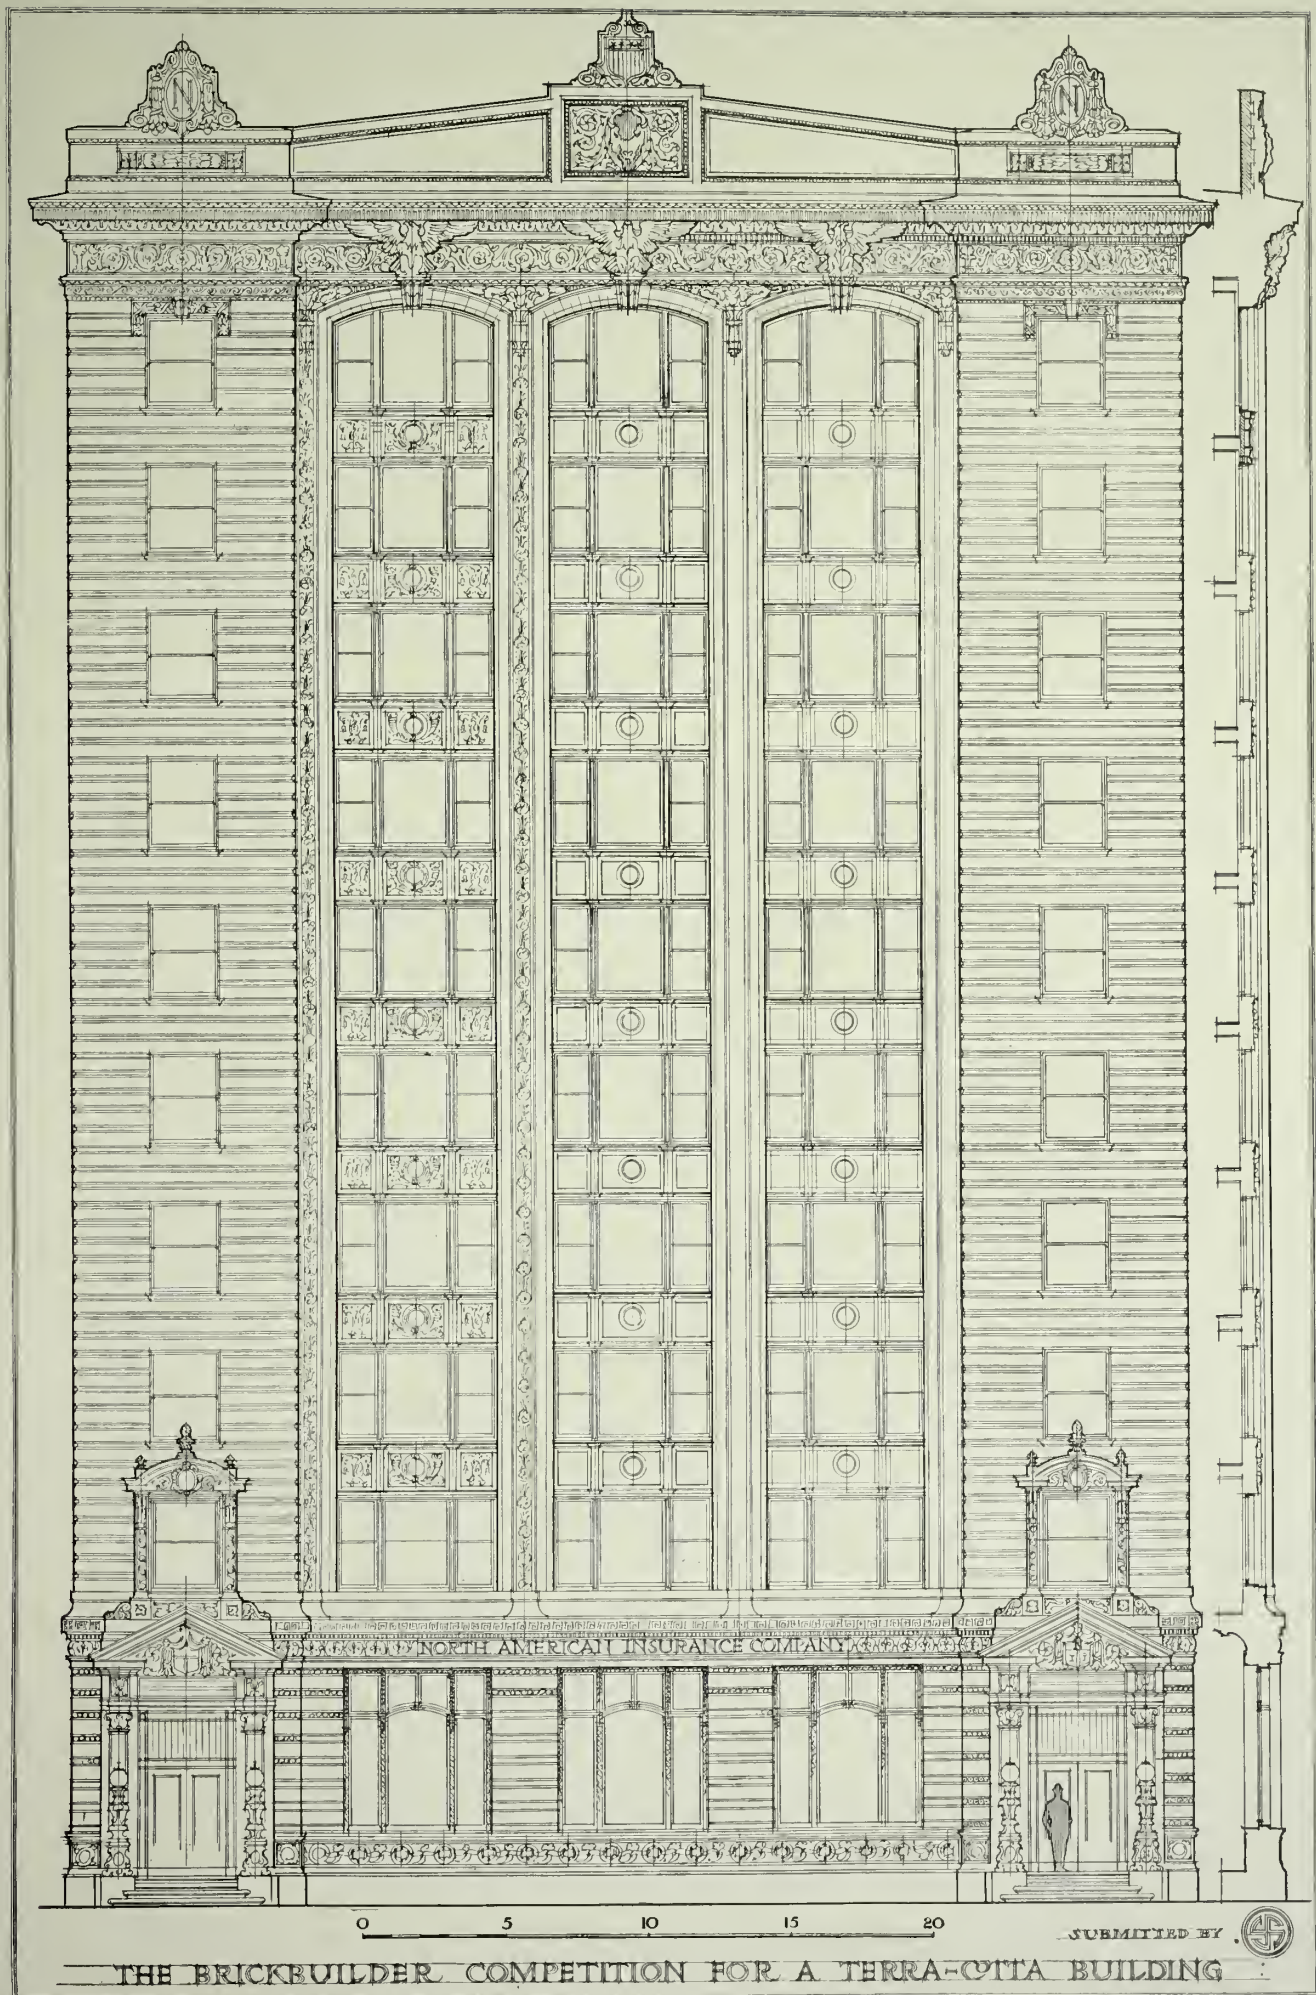 N N
NORTH AMERICAN INSURANCE COMPANY
0 5 10 15 20
SUBMITTED BY
THE BRICKBUILDER COMPETITION FOR A TERRA-COTTA BUILDING